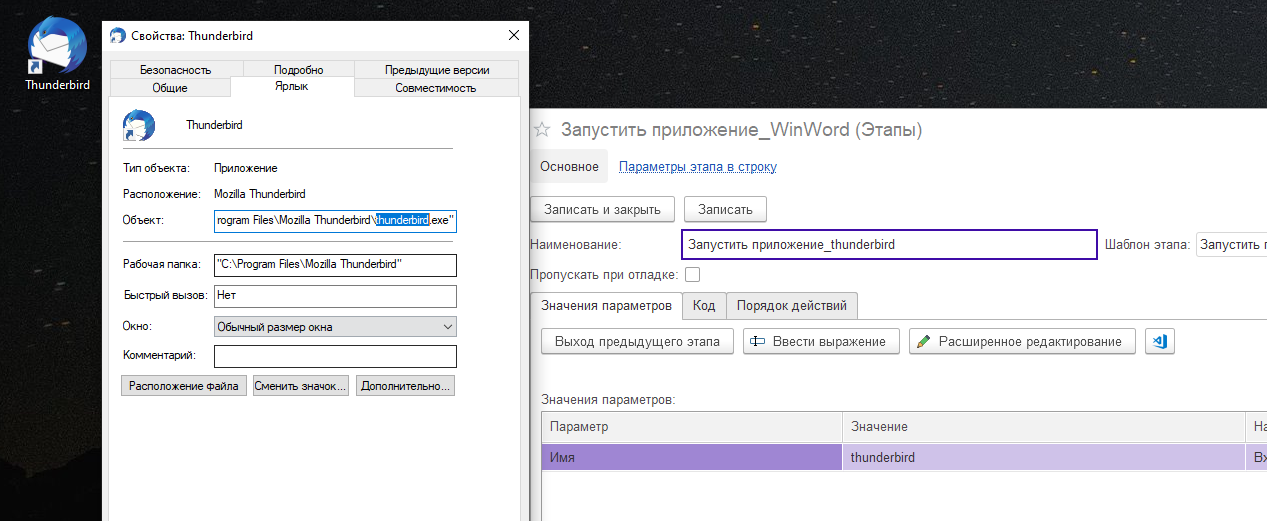 Thunderbird
Свойства: Thunderbird
Безопасность
Подробно
Предыдущие версии
Общие
Ярлык
Совместимость
Thunderbird
Тип объекта: Приложение
Расположение: Mozilla Thunderbird
Объект: rogram Files\Mozilla Thunderbird\thunderbird.exe"
Рабочая папка: "C:\Program Files\Mozilla Thunderbird"
Быстрый вызов: Нет
Окно: Обычный размер окна
Комментарий:
Расположение файла
Сменить значок...
Дополнительно...
Запустить приложение_WinWord (Этапы)
Основное
Параметры этапа в строку
Записать и закрыть
Записать
Наименование: Запустить приложение_thunderbird
Шаблон этапа: Запустить
Пропускать при отладке:
Значения параметров
Код
Порядок действий
Выход предыдущего этапа
Ввести выражение
Расширенное редактирование
Значения параметров:
Параметр
Значение
На
Имя
thunderbird
Вх